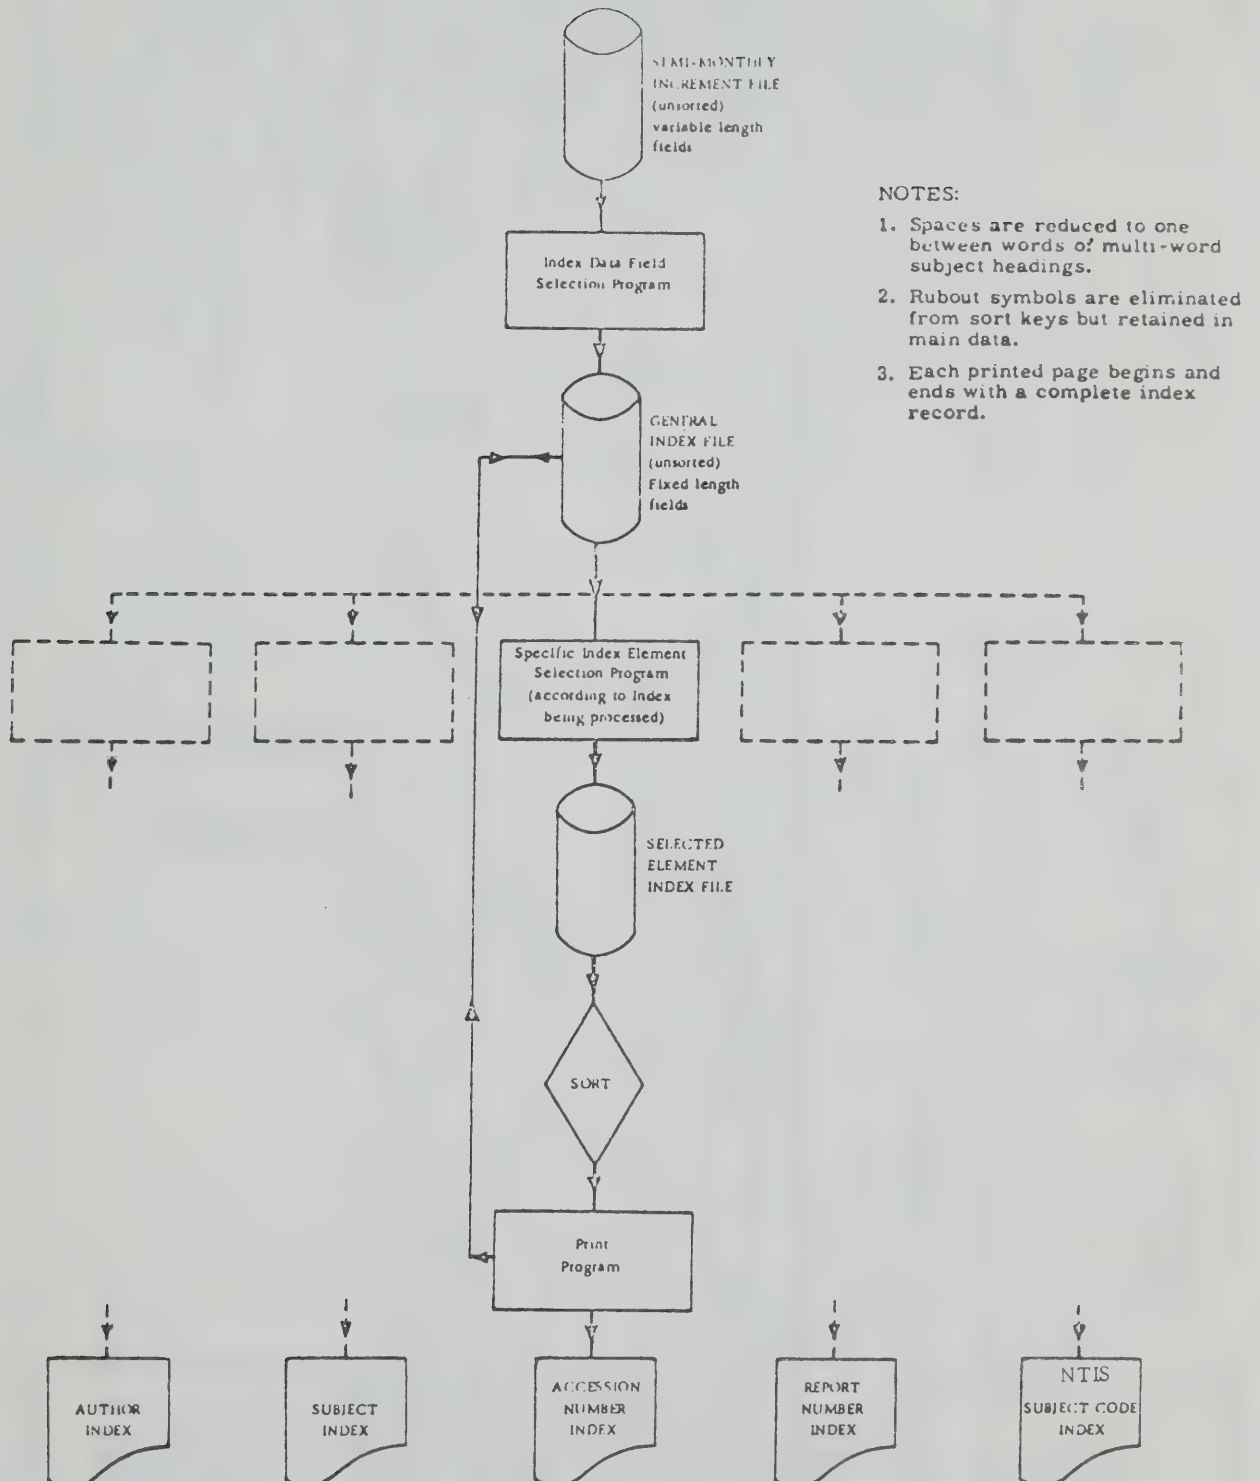 SEMI-MONTHLY
INCREMENT FILE
(unsorted)
variable length
fields
NOTES:
1. Spaces are reduced to one
between words of multi-word
subject headings.
2. Rubout symbols are eliminated
from sort keys but retained in
main data.
3. Each printed page begins and
ends with a complete index
record.
Index Data Field
Selection Program
GENERAL
INDEX FILE
(unsorted)
Fixed length
fields
Specific Index Element
Selection Program
(according to Index
being processed)
SELECTED
ELEMENT
INDEX FILE
SORT
Print
Program
AUTHOR
INDEX
SUBJECT
INDEX
ACCESSION
NUMBER
INDEX
REPORT
NUMBER
INDEX
NTIS
SUBJECT CODE
INDEX